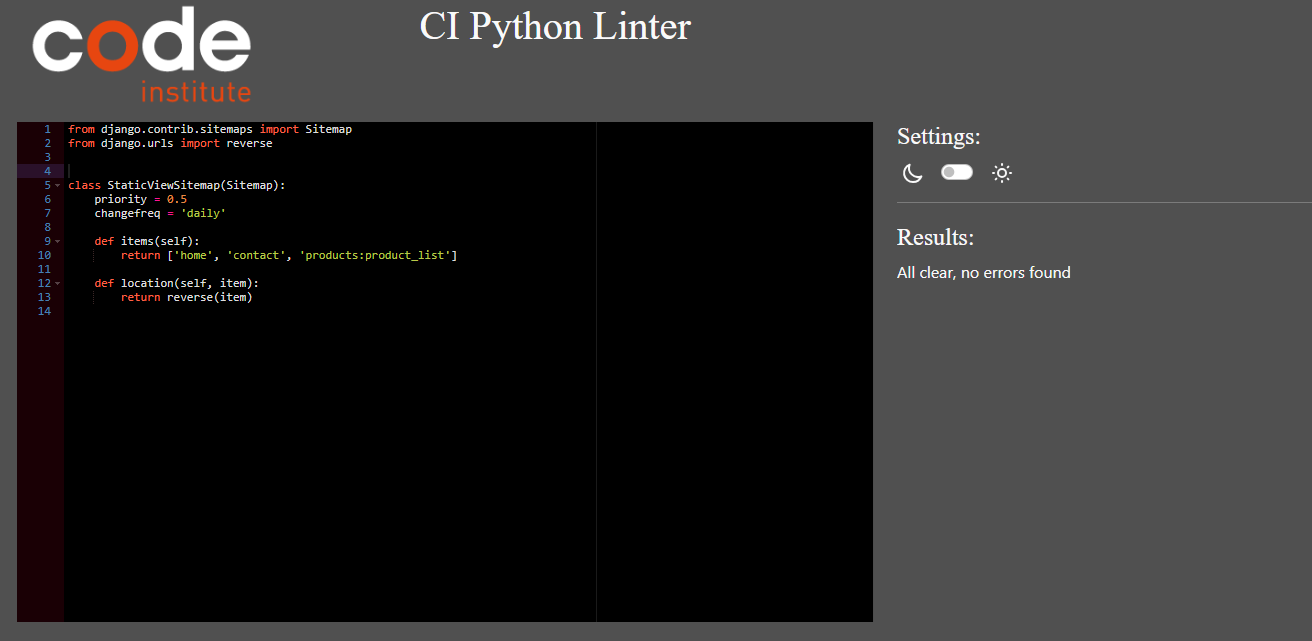 code
institute
CI Python Linter
1 from django.contrib.sitemaps import Sitemap
2 from django.urls import reverse
3
4
5 class StaticViewSitemap(Sitemap):
6     priority = 0.5
7     changefreq = 'daily'
8
9     def items(self):
10         return ['home', 'contact', 'products:product_list']
11
12     def location(self, item):
13         return reverse(item)
14
Settings:
Results:
All clear, no errors found